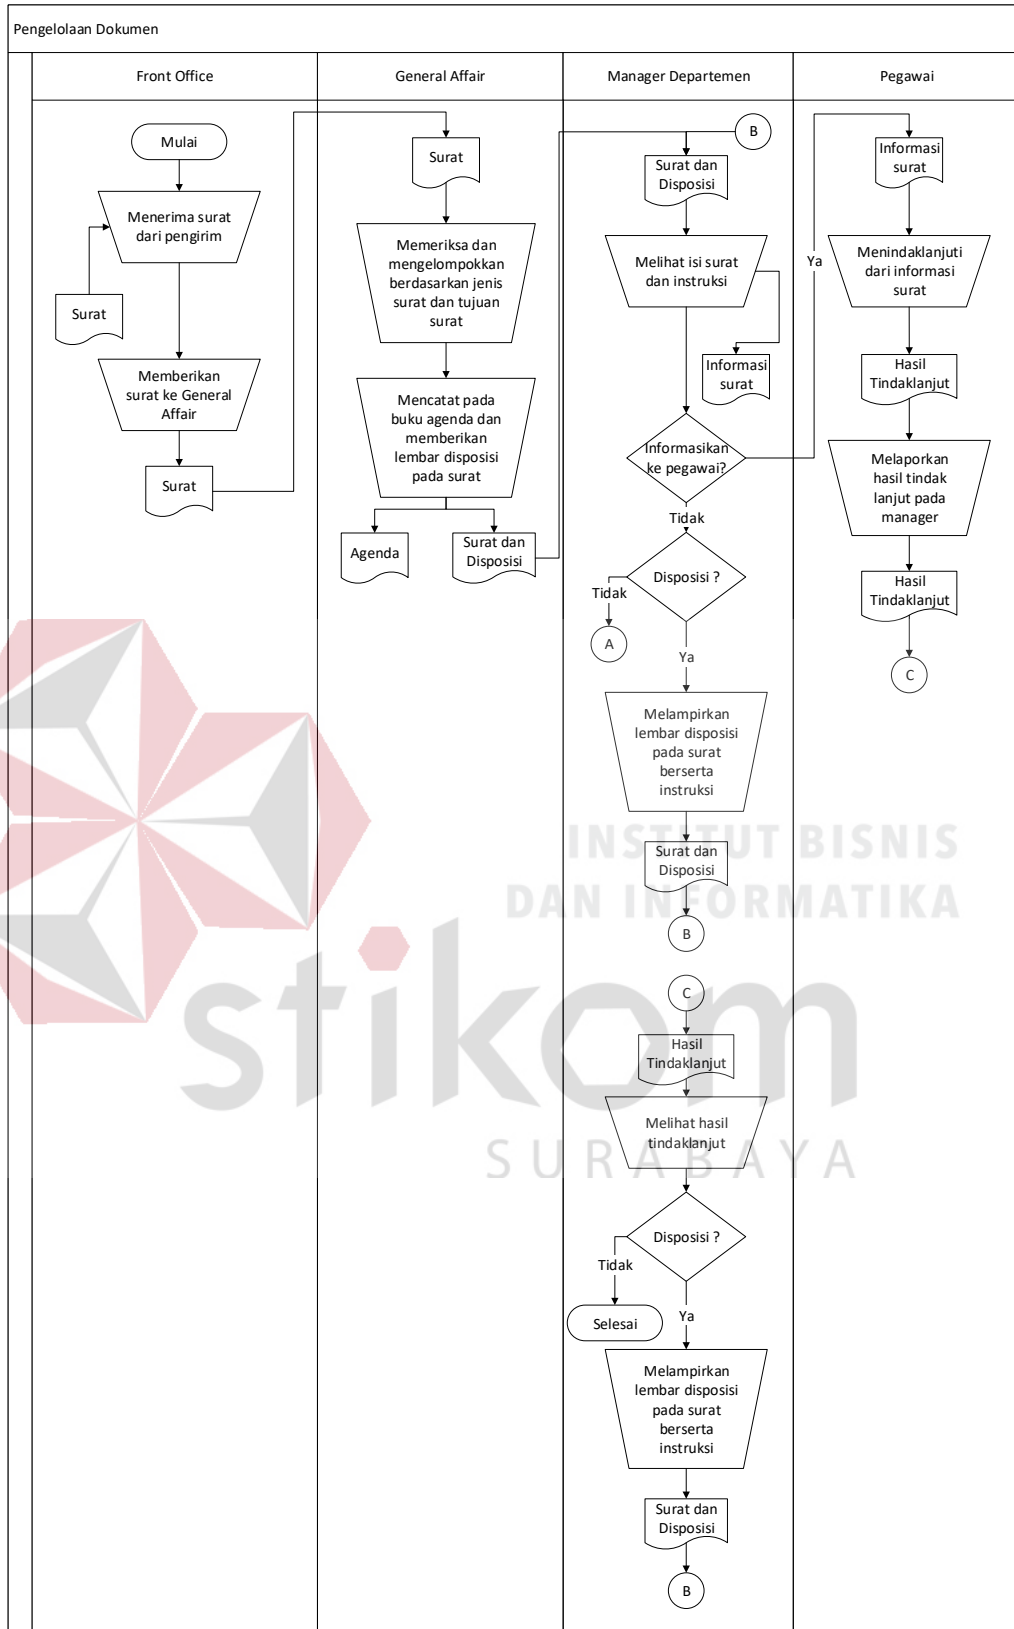 Pengelolaan Dokumen
Front Office
General Affair
Manager Departemen
Pegawai
Mulai
Menerima surat
dari pengirim
Surat
Memberikan
surat ke General
Affair
Surat
Surat
Memeriksa dan
mengelompokkan
berdasarkan jenis
surat dan tujuan
surat
Mencatat pada
buku agenda dan
memberikan
lembar disposisi
pada surat
Agenda
Surat dan
Disposisi
B
Surat dan
Disposisi
Melihat isi surat
dan instruksi
Informasi
surat
Informasikan
ke pegawai?
Ya
Tidak
Disposisi ?
Tidak
A
Ya
Melampirkan
lembar disposisi
pada surat
berserta
instruksi
Surat dan
Disposisi
B
C
Hasil
Tindaklanjut
Melihat hasil
tindaklanjut
Disposisi ?
Tidak
Selesai
Ya
Melampirkan
lembar disposisi
pada surat
berserta
instruksi
Surat dan
Disposisi
B
Informasi
surat
Menindaklanjuti
dari informasi
surat
Hasil
Tindaklanjut
Melaporkan
hasil tindak
lanjut pada
manager
Hasil
Tindaklanjut
C
INSTITUT BISNIS
DAN INFORMATIKA
stikom
SURABAYA